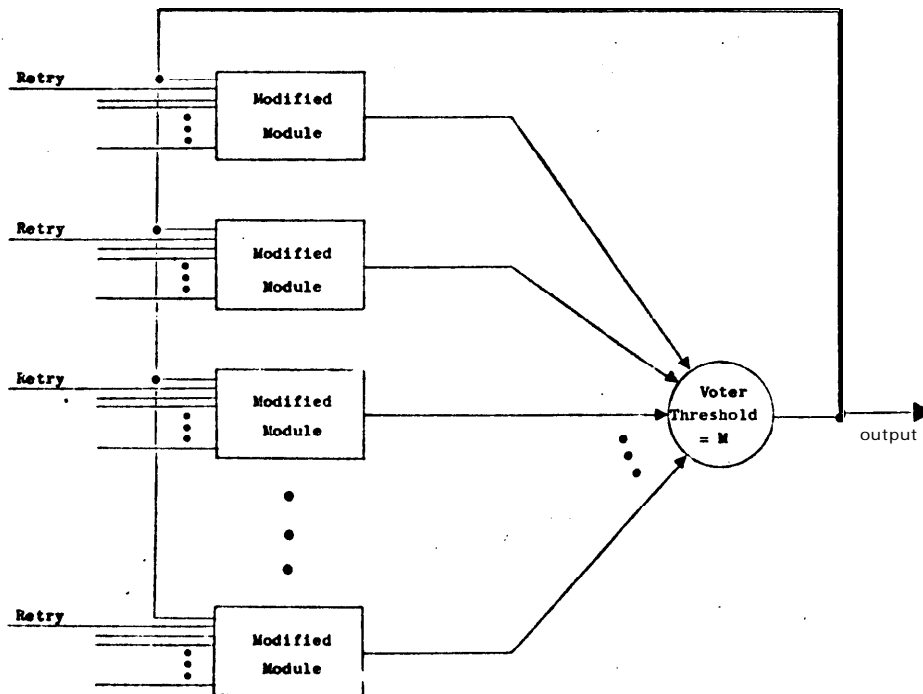 Retry
Modified
Module
Retry
Modified
Module
Retry
Modified
Module
Voter
Threshold
= M
output
Retry
Modified
Module